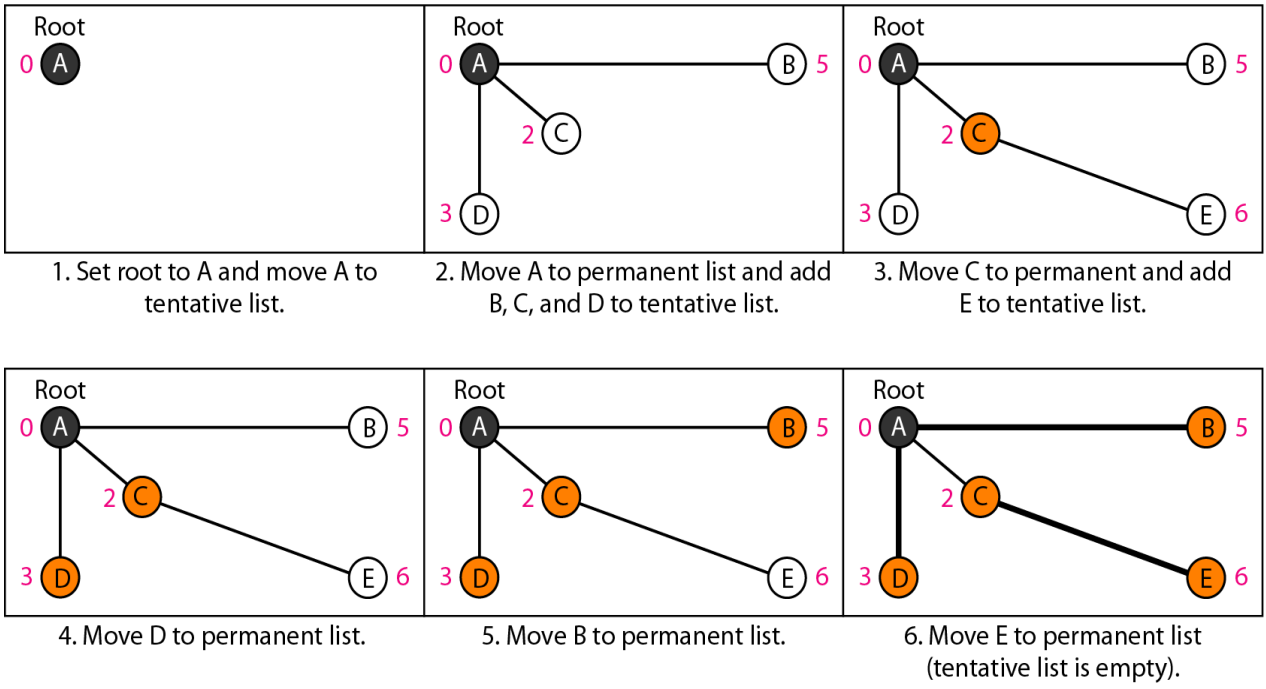 Root
0 A
1. Set root to A and move A to
tentative list.
Root
0 A B 5
2 C
3 D
2. Move A to permanent list and add
B, C, and D to tentative list.
Root
0 A B 5
2 C
3 D E 6
3. Move C to permanent and add
E to tentative list.
Root
0 A B 5
2 C
3 D E 6
4. Move D to permanent list.
Root
0 A B 5
2 C
3 D E 6
5. Move B to permanent list.
Root
0 A B 5
2 C
3 D E 6
6. Move E to permanent list
(tentative list is empty).